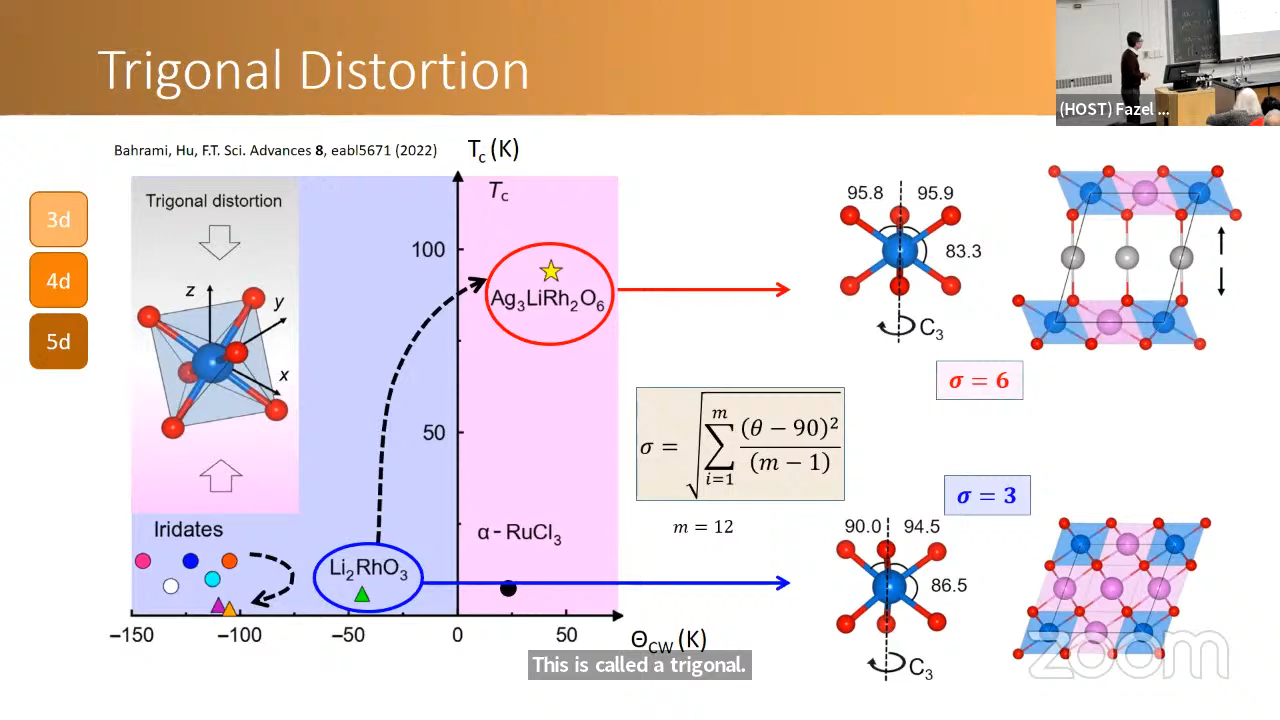 Trigonal Distortion
(HOST) Fazel ...
Bahrami, Hu, F.T. Sci. Advances 8, eabl5671 (2022)
Tc (K)
3d
4d
5d
Trigonal distortion
z
y
x
Tc
100
50
Ag3LiRh2O6
95.8
95.9
83.3
C3
σ = 6
σ = √ ∑ i=1 m (θ − 90)² / (m − 1)
m = 12
σ = 3
Iridates
Li2RhO3
α - RuCl3
90.0
94.5
86.5
C3
−150
−100
−50
0
50
ΘCW (K)
This is called a trigonal.
zoom